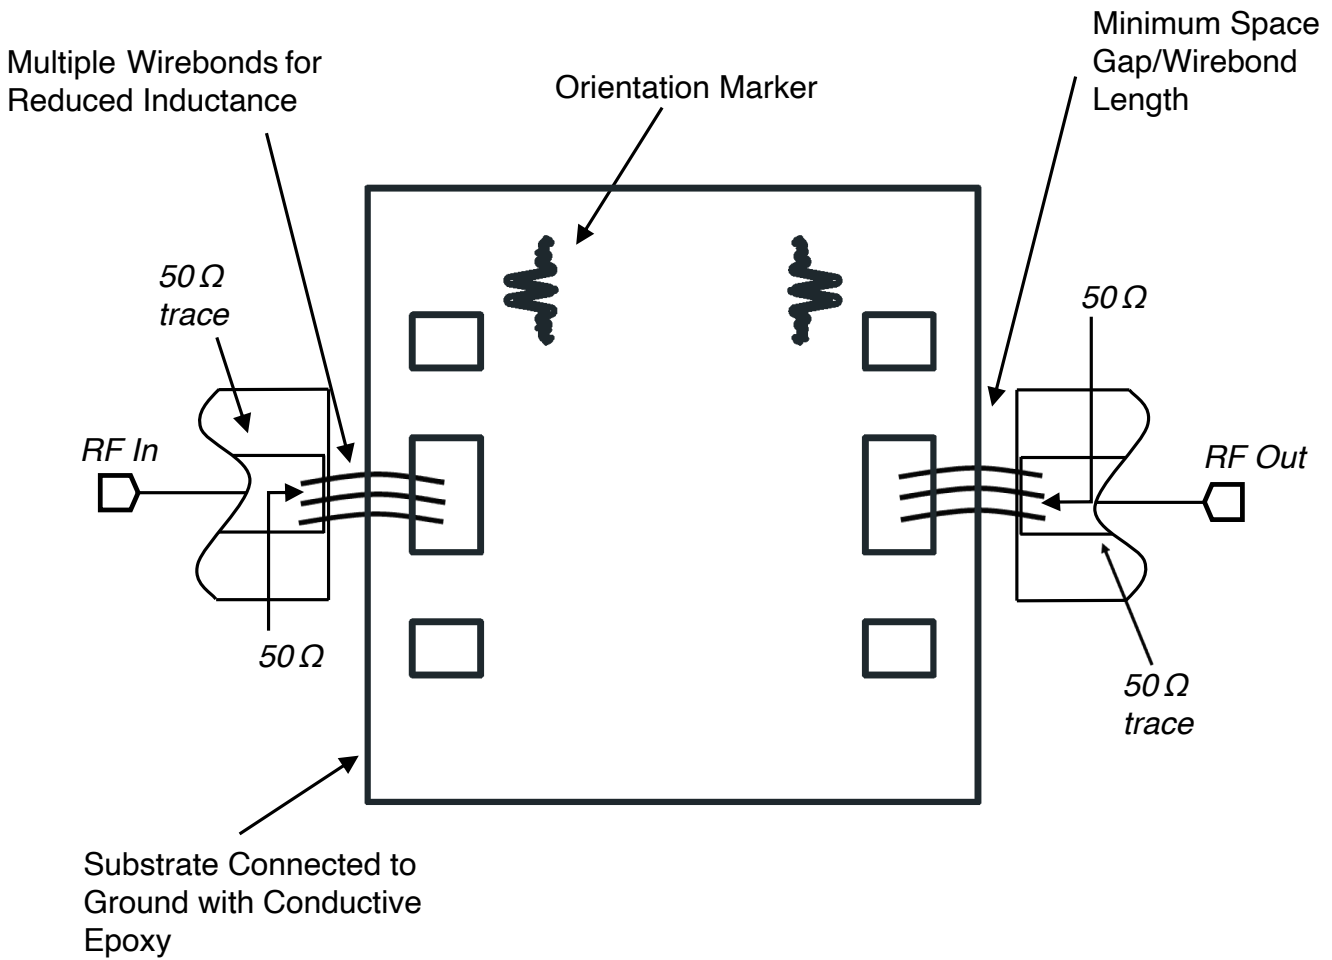 Minimum Space
Gap/Wirebond
Length
Multiple Wirebonds for
Reduced Inductance
Orientation Marker
50 Ω
trace
50 Ω
RF In
RF Out
50 Ω
50 Ω
trace
Substrate Connected to
Ground with Conductive
Epoxy